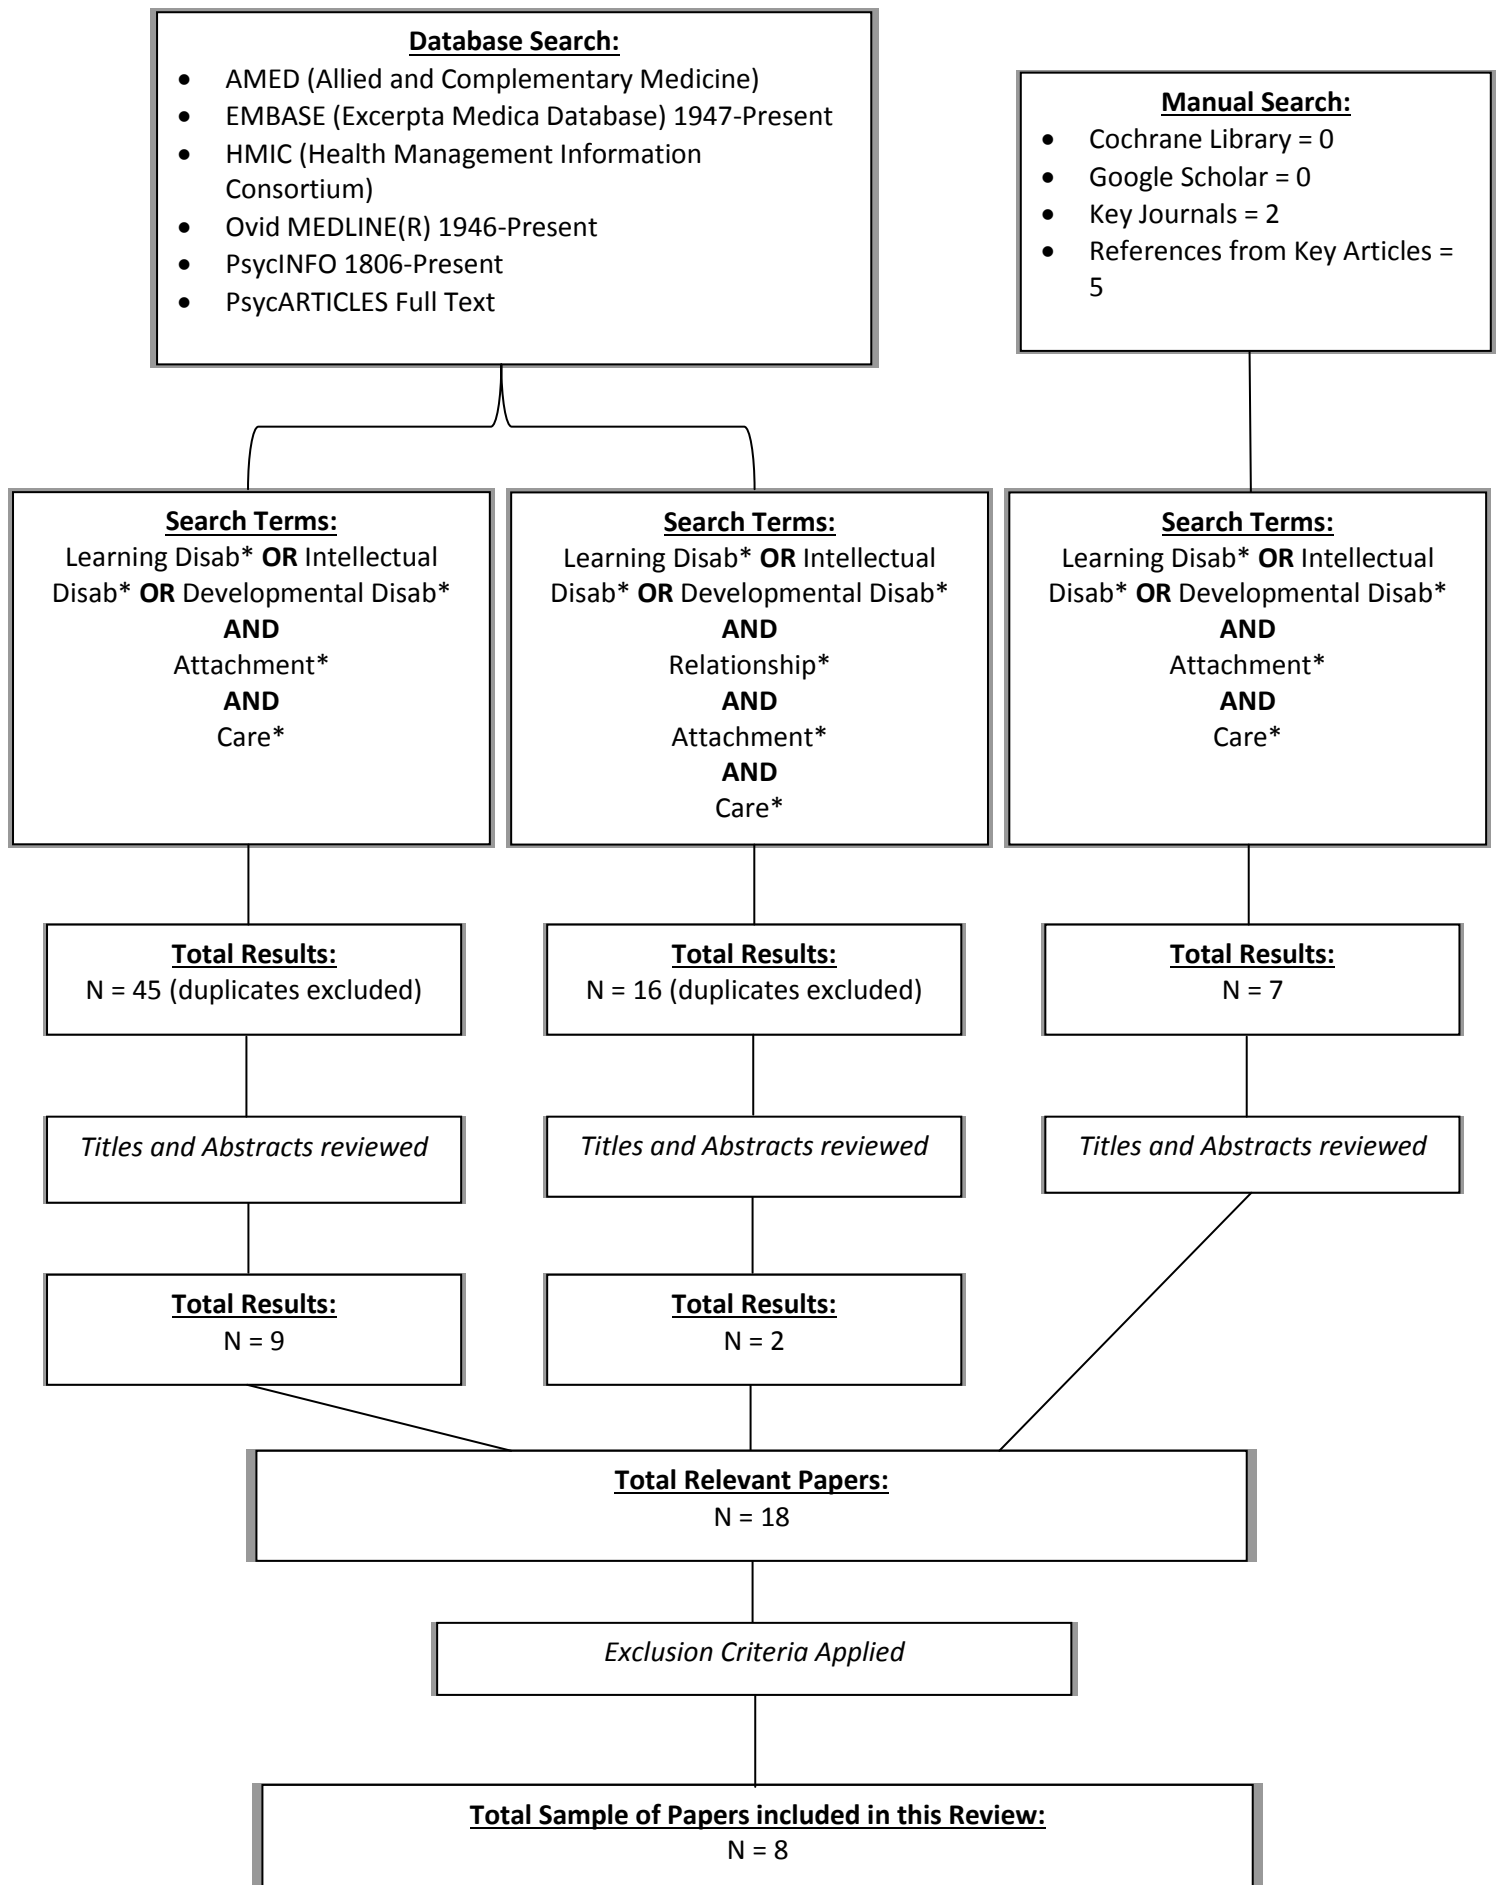 Database Search:
• AMED (Allied and Complementary Medicine)
• EMBASE (Excerpta Medica Database) 1947-Present
• HMIC (Health Management Information
Consortium)
• Ovid MEDLINE(R) 1946-Present
• PsycINFO 1806-Present
• PsycARTICLES Full Text
Manual Search:
• Cochrane Library = 0
• Google Scholar = 0
• Key Journals = 2
• References from Key Articles =
5
Search Terms:
Learning Disab* OR Intellectual
Disab* OR Developmental Disab*
AND
Attachment*
AND
Care*
Search Terms:
Learning Disab* OR Intellectual
Disab* OR Developmental Disab*
AND
Relationship*
AND
Attachment*
AND
Care*
Search Terms:
Learning Disab* OR Intellectual
Disab* OR Developmental Disab*
AND
Attachment*
AND
Care*
Total Results:
N = 45 (duplicates excluded)
Total Results:
N = 16 (duplicates excluded)
Total Results:
N = 7
Titles and Abstracts reviewed
Titles and Abstracts reviewed
Titles and Abstracts reviewed
Total Results:
N = 9
Total Results:
N = 2
Total Relevant Papers:
N = 18
Exclusion Criteria Applied
Total Sample of Papers included in this Review:
N = 8